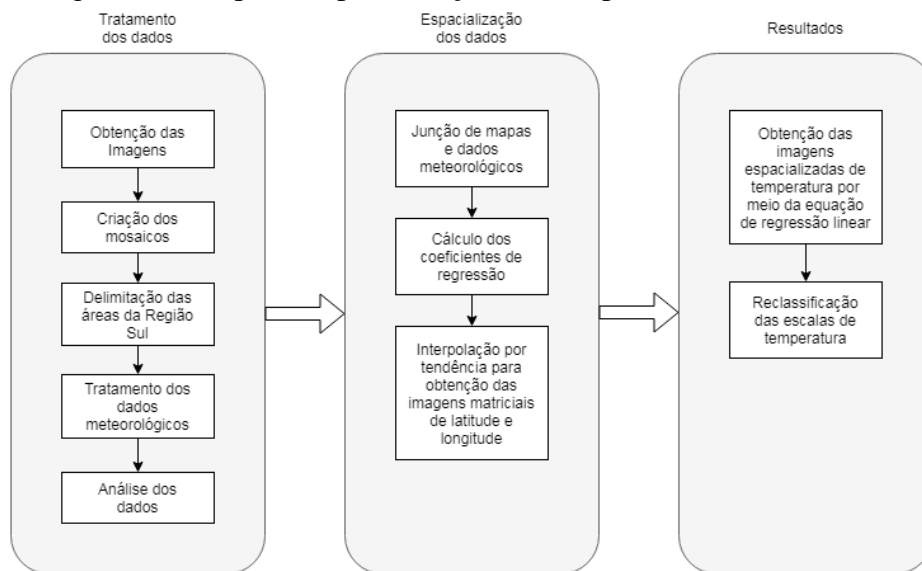 Tratamento
dos dados
Obtenção das
Imagens
Criação dos
mosaicos
Delimitação das
áreas da Região
Sul
Tratamento dos
dados
meteorológicos
Análise dos
dados
Espacialização
dos dados
Junção de mapas
e dados
meteorológicos
Cálculo dos
coeficientes de
regressão
Interpolação por
tendência para
obtenção das
imagens matriciais
de latitude e
longitude
Resultados
Obtenção das
imagens
espacializadas de
temperatura por
meio da equação
de regressão linear
Reclassificação
das escalas de
temperatura